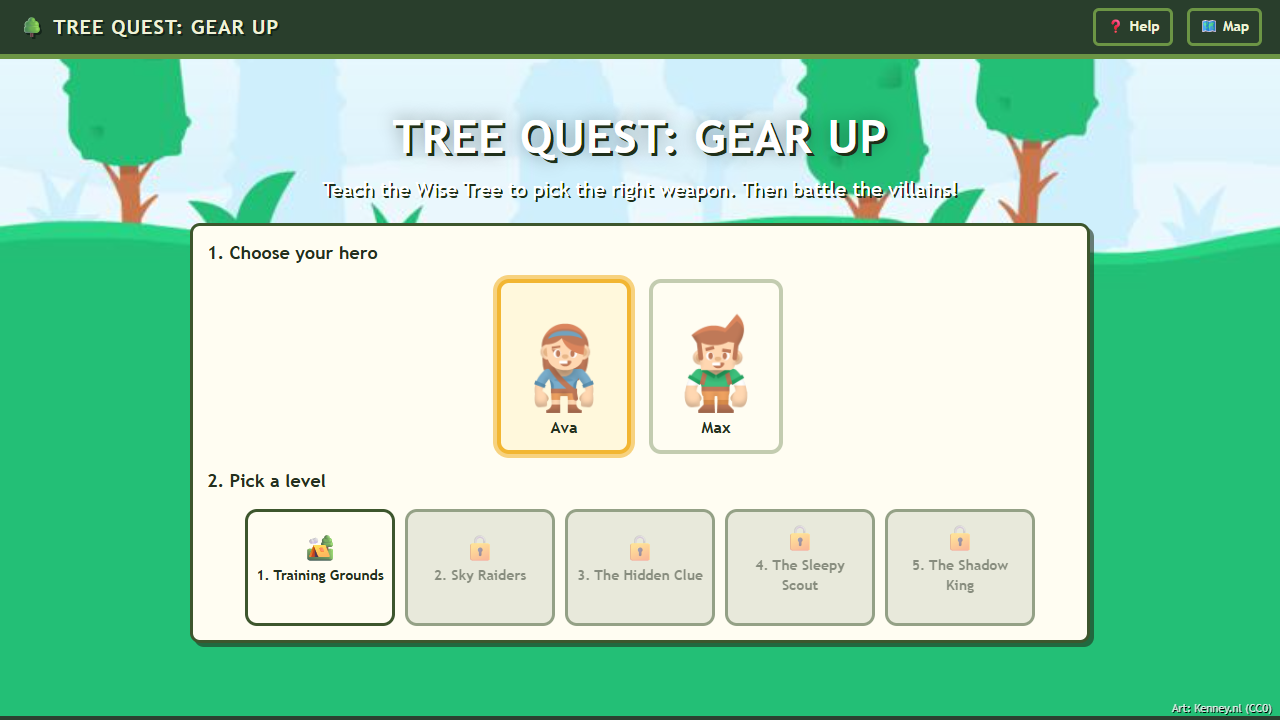 TREE QUEST: GEAR UP
Help
Map
TREE QUEST: GEAR UP
Teach the Wise Tree to pick the right weapon. Then battle the villains!
1. Choose your hero
Ava
Max
2. Pick a level
1. Training Grounds
2. Sky Raiders
3. The Hidden Clue
4. The Sleepy
Scout
5. The Shadow
King
Art: Kenney.nl (CC0)